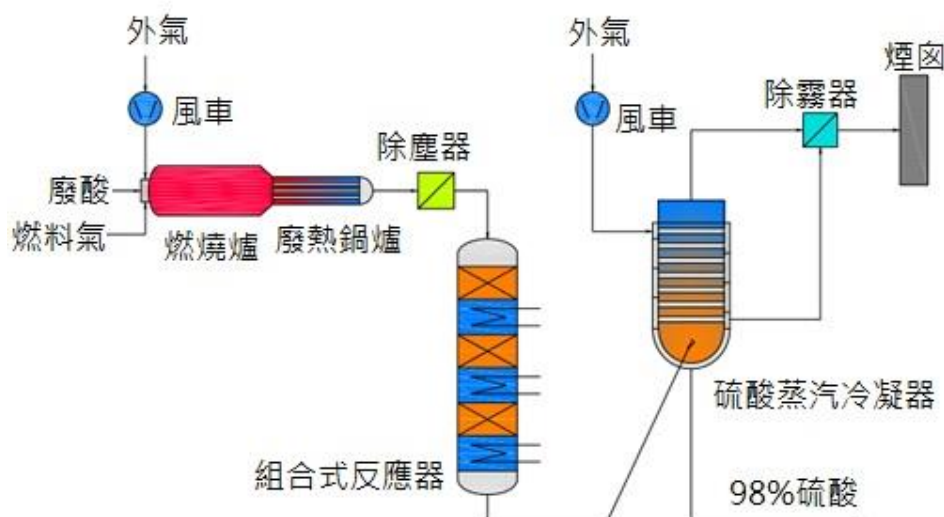 外氣
風車
廢酸
燃料氣
燃燒爐
廢熱鍋爐
除塵器
組合式反應器
外氣
風車
除霧器
煙囪
硫酸蒸汽冷凝器
98%硫酸